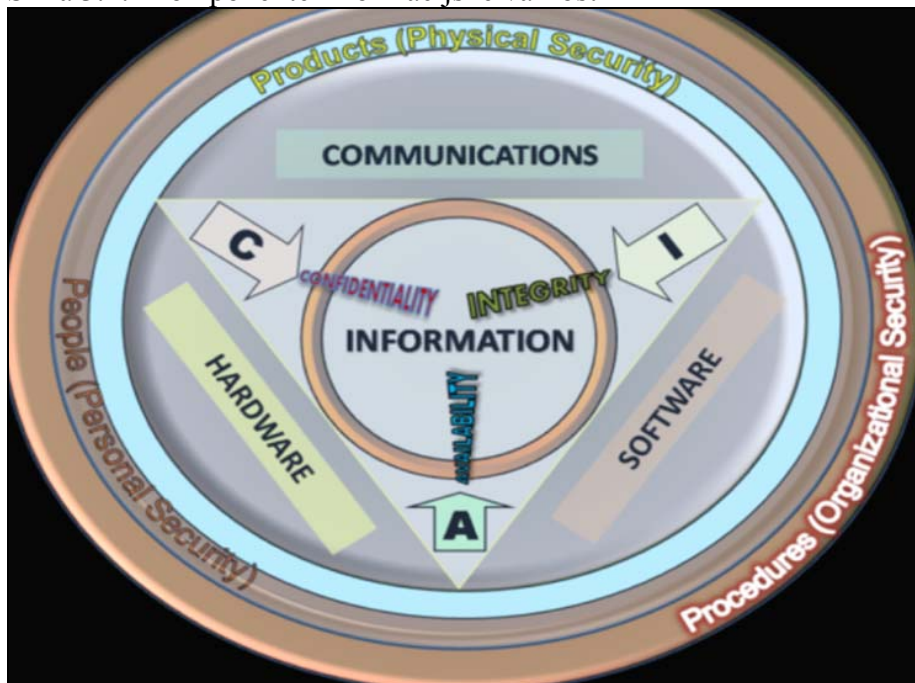 Products (Physical Security)
COMMUNICATIONS
C
I
CONFIDENTIALITY
INTEGRITY
INFORMATION
HARDWARE
AVAILABILITY
SOFTWARE
A
People (Personal Security)
Procedures (Organizational Security)